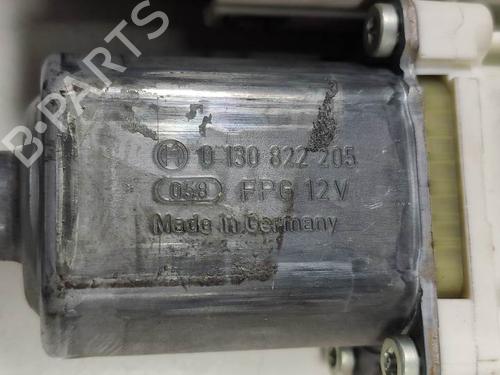 B-PARTS
0 130 822 205
058 FPG 12V
Made in Germany